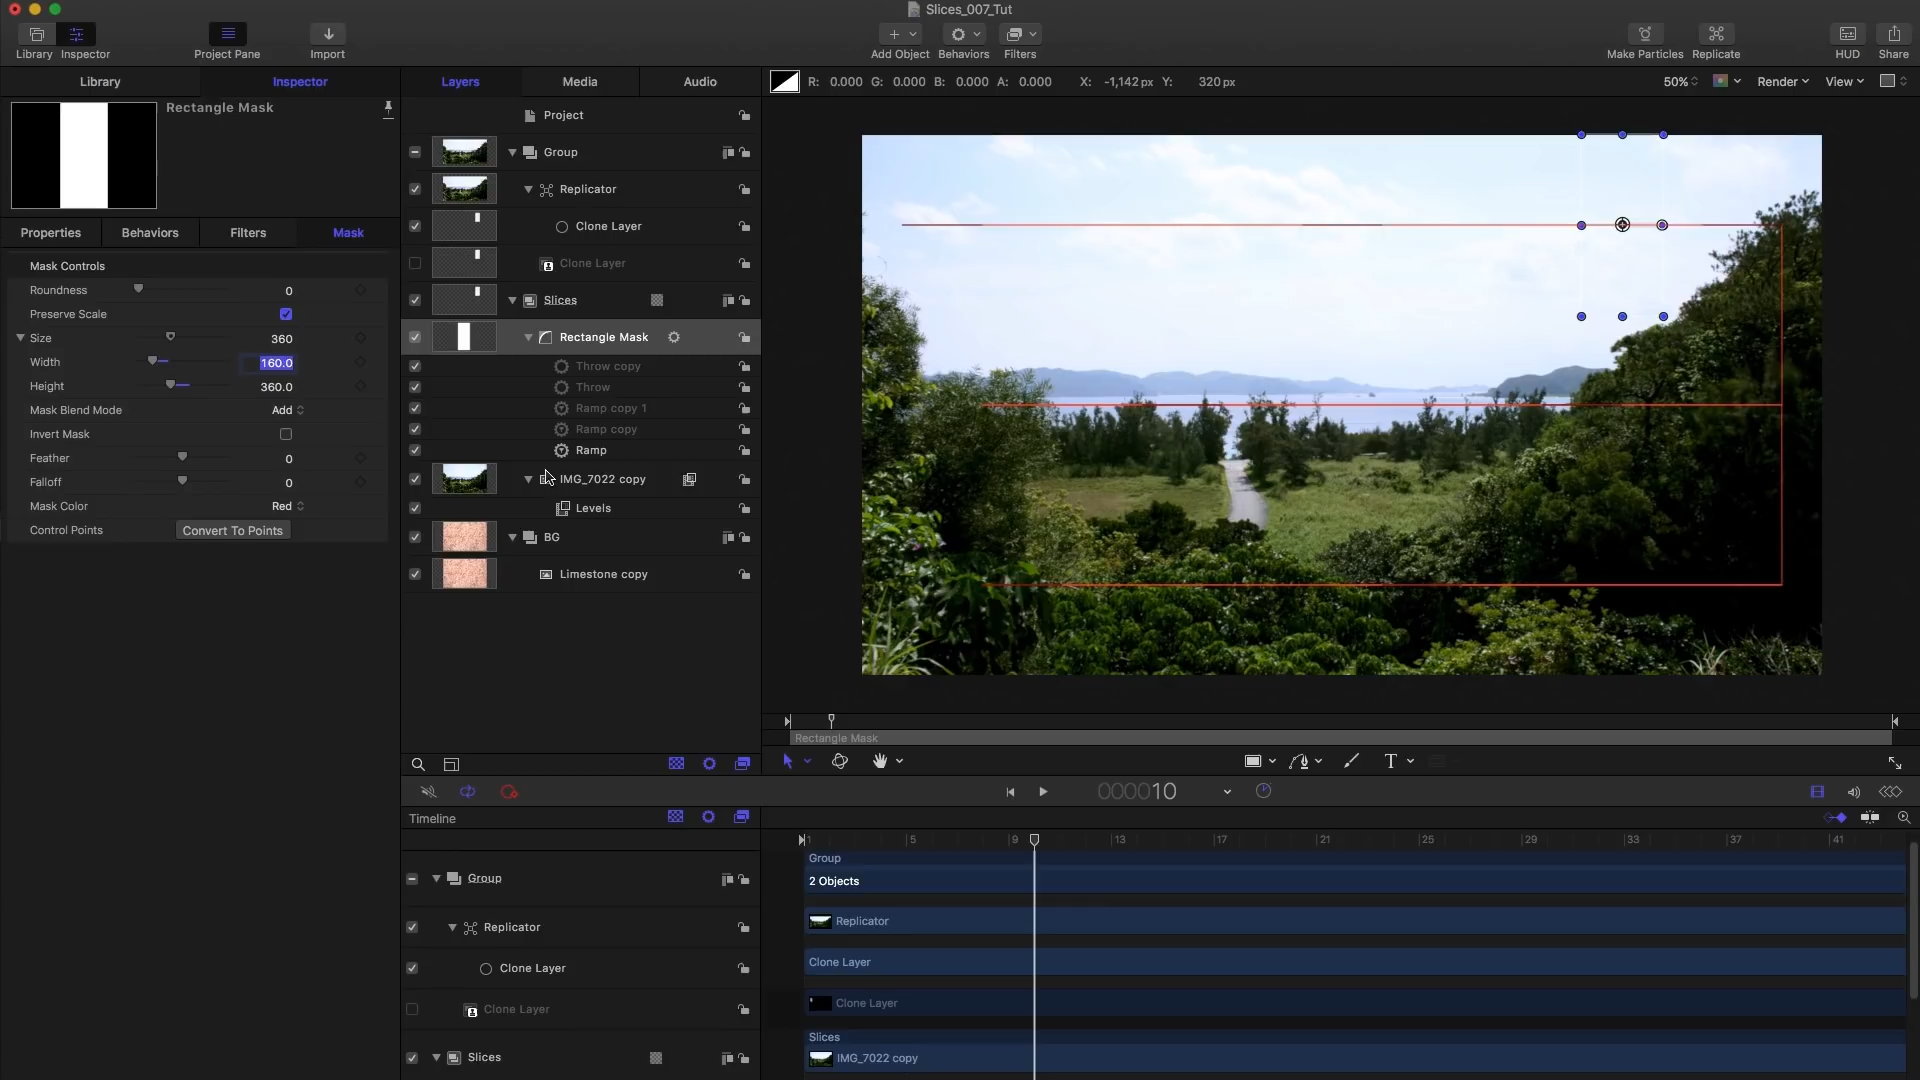 Slices_007_Tut
Library
Inspector
Project Pane
Import
Add Object
Behaviors
Filters
Make Particles
Replicate
HUD
Share
Library
Inspector
Layers
Media
Audio
R: 0.000 G: 0.000 B: 0.000 A: 0.000 X: -1,142 px Y: 320 px
50%
Render
View
Rectangle Mask
Properties
Behaviors
Filters
Mask
Mask Controls
Roundness 0
Preserve Scale
Size 360
Width 160.0
Height 360.0
Mask Blend Mode Add
Invert Mask
Feather 0
Falloff 0
Mask Color Red
Control Points Convert To Points
Project
Group
Replicator
Clone Layer
Clone Layer
Slices
Rectangle Mask
Throw copy
Throw
Ramp copy 1
Ramp copy
Ramp
IMG_7022 copy
Levels
BG
Limestone copy
Rectangle Mask
T
000010
Timeline
1 5 9 13 17 21 25 29 33 37 41
Group
Replicator
Clone Layer
Clone Layer
Slices
Group
2 Objects
Replicator
Clone Layer
Clone Layer
Slices
IMG_7022 copy